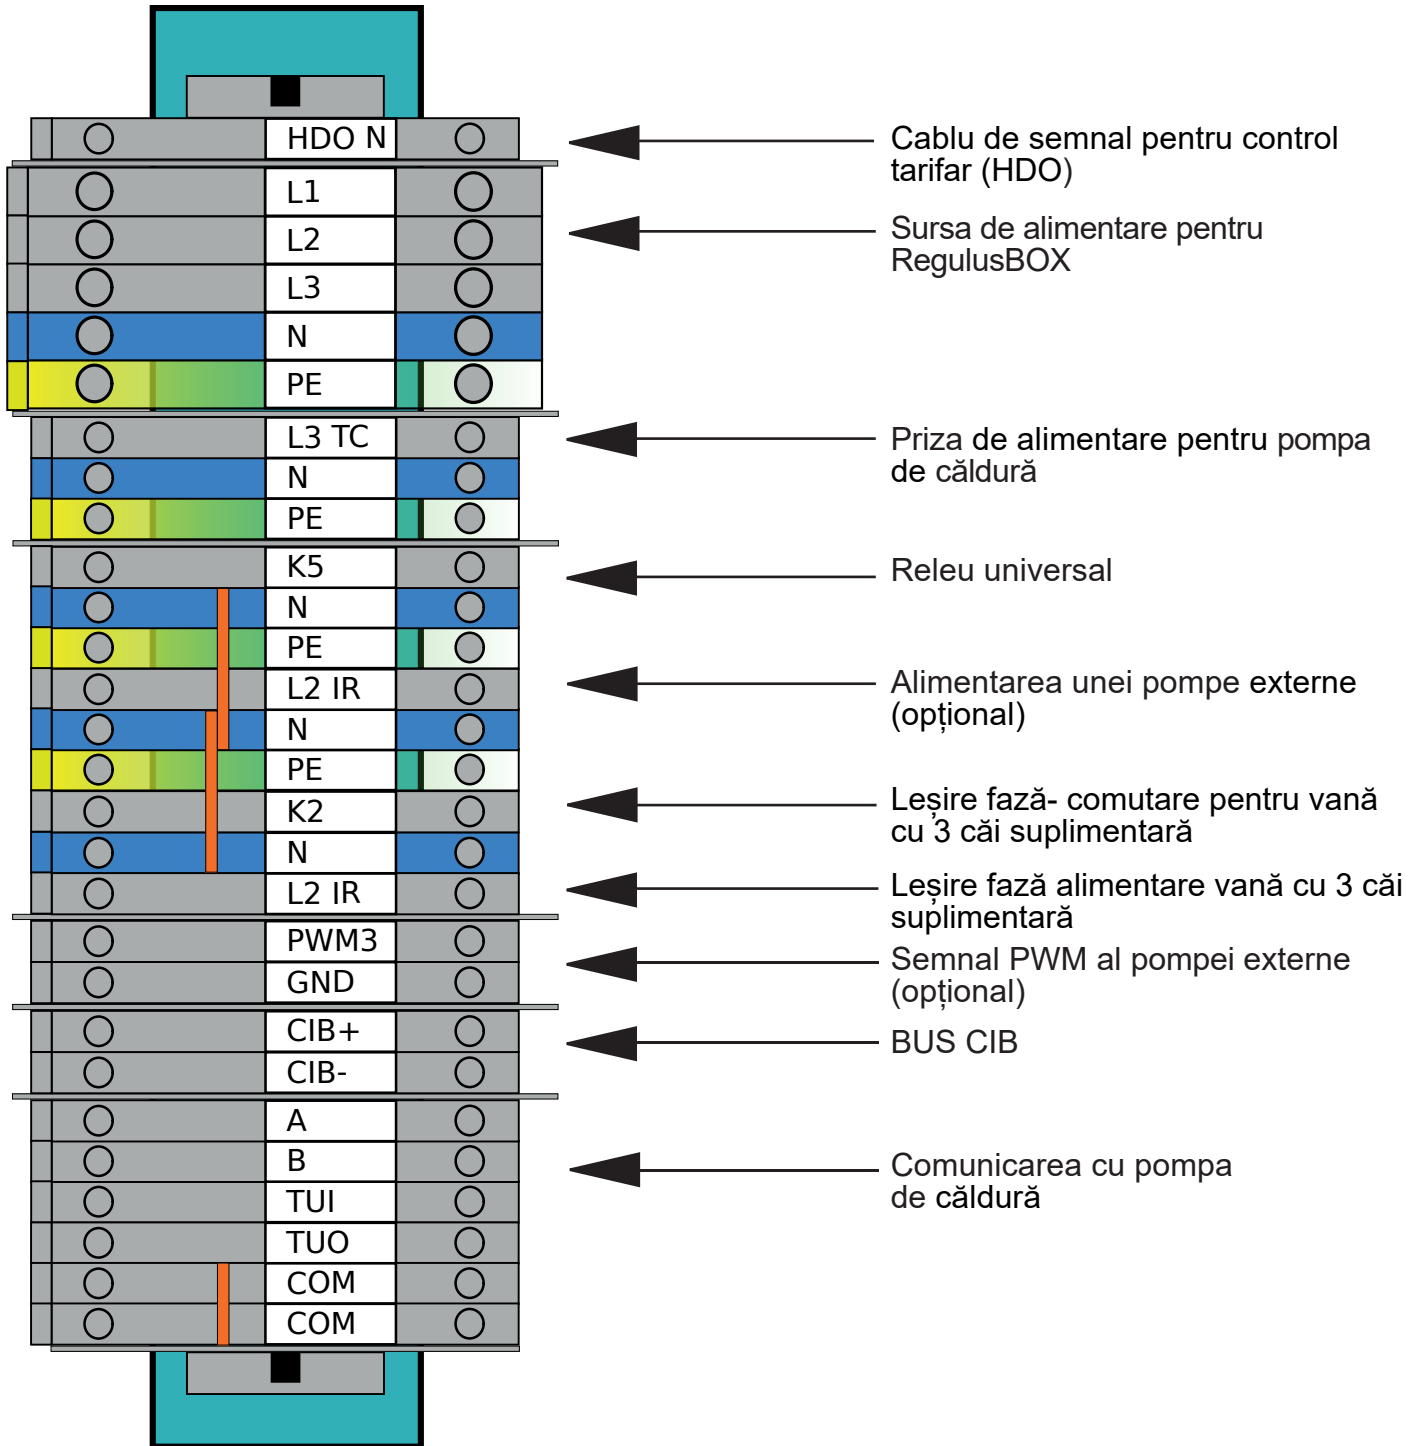 HDO N
Cablu de semnal pentru control
tarifar (HDO)
L1
L2
Sursa de alimentare pentru
RegulusBOX
L3
N
PE
L3 TC
Priza de alimentare pentru pompa
de căldură
N
PE
K5
Releu universal
N
PE
L2 IR
Alimentarea unei pompe externe
(opțional)
N
PE
K2
Leșire fază- comutare pentru vană
cu 3 căi suplimentară
N
L2 IR
Leșire fază alimentare vană cu 3 căi
suplimentară
PWM3
GND
Semnal PWM al pompei externe
(opțional)
CIB+
CIB-
BUS CIB
A
B
TUI
TUO
COM
COM
Comunicarea cu pompa
de căldură